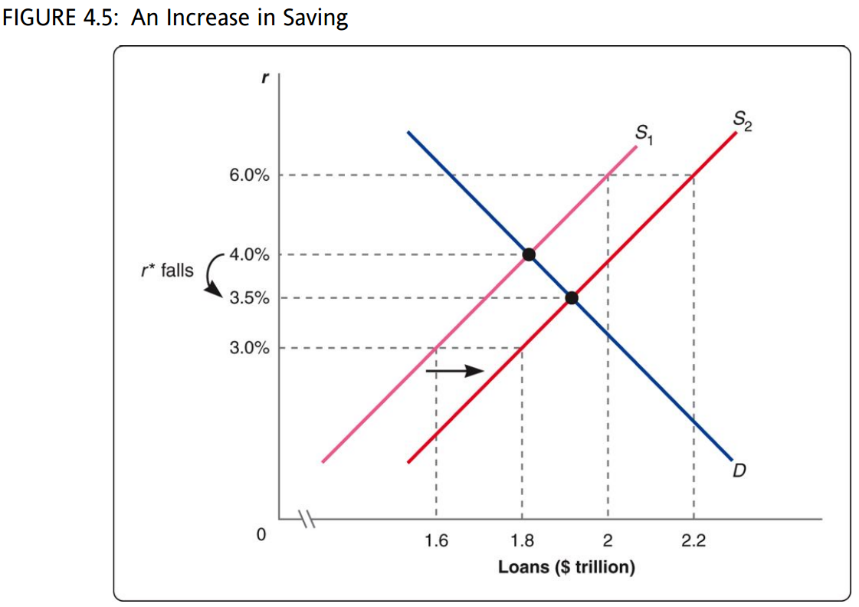 FIGURE 4.5: An Increase in Saving
r
S1
S2
6.0%
4.0%
r* falls
3.5%
3.0%
D
0
1.6 1.8 2 2.2
Loans ($ trillion)